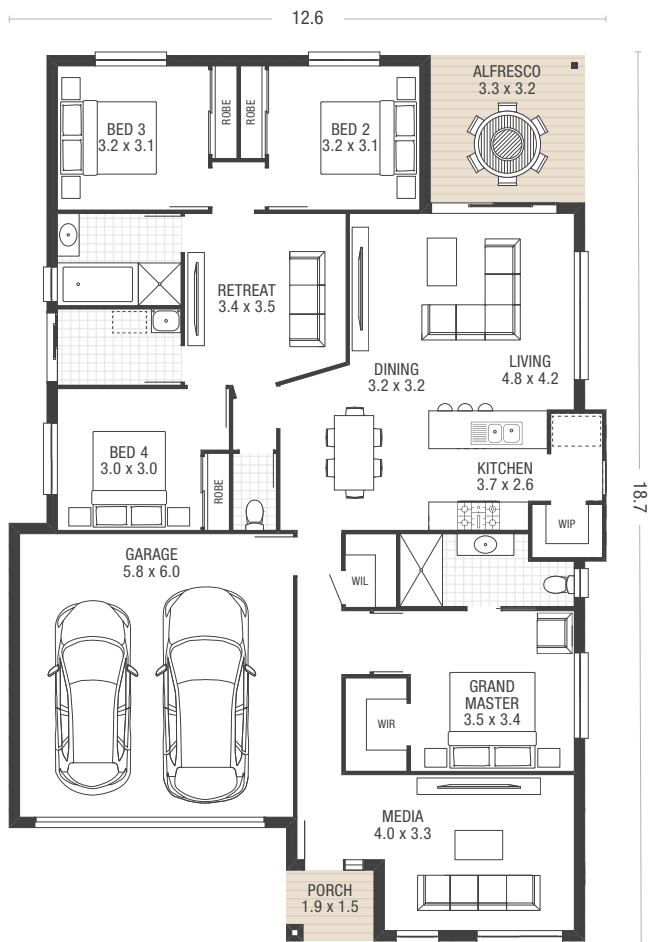 12.6
ALFRESCO
3.3 x 3.2
BED 3
3.2 x 3.1
ROBE
ROBE
BED 2
3.2 x 3.1
RETREAT
3.4 x 3.5
DINING
3.2 x 3.2
LIVING
4.8 x 4.2
BED 4
3.0 x 3.0
ROBE
KITCHEN
3.7 x 2.6
18.7
WIP
GARAGE
5.8 x 6.0
WIL
GRAND
MASTER
3.5 x 3.4
WIR
MEDIA
4.0 x 3.3
PORCH
1.9 x 1.5